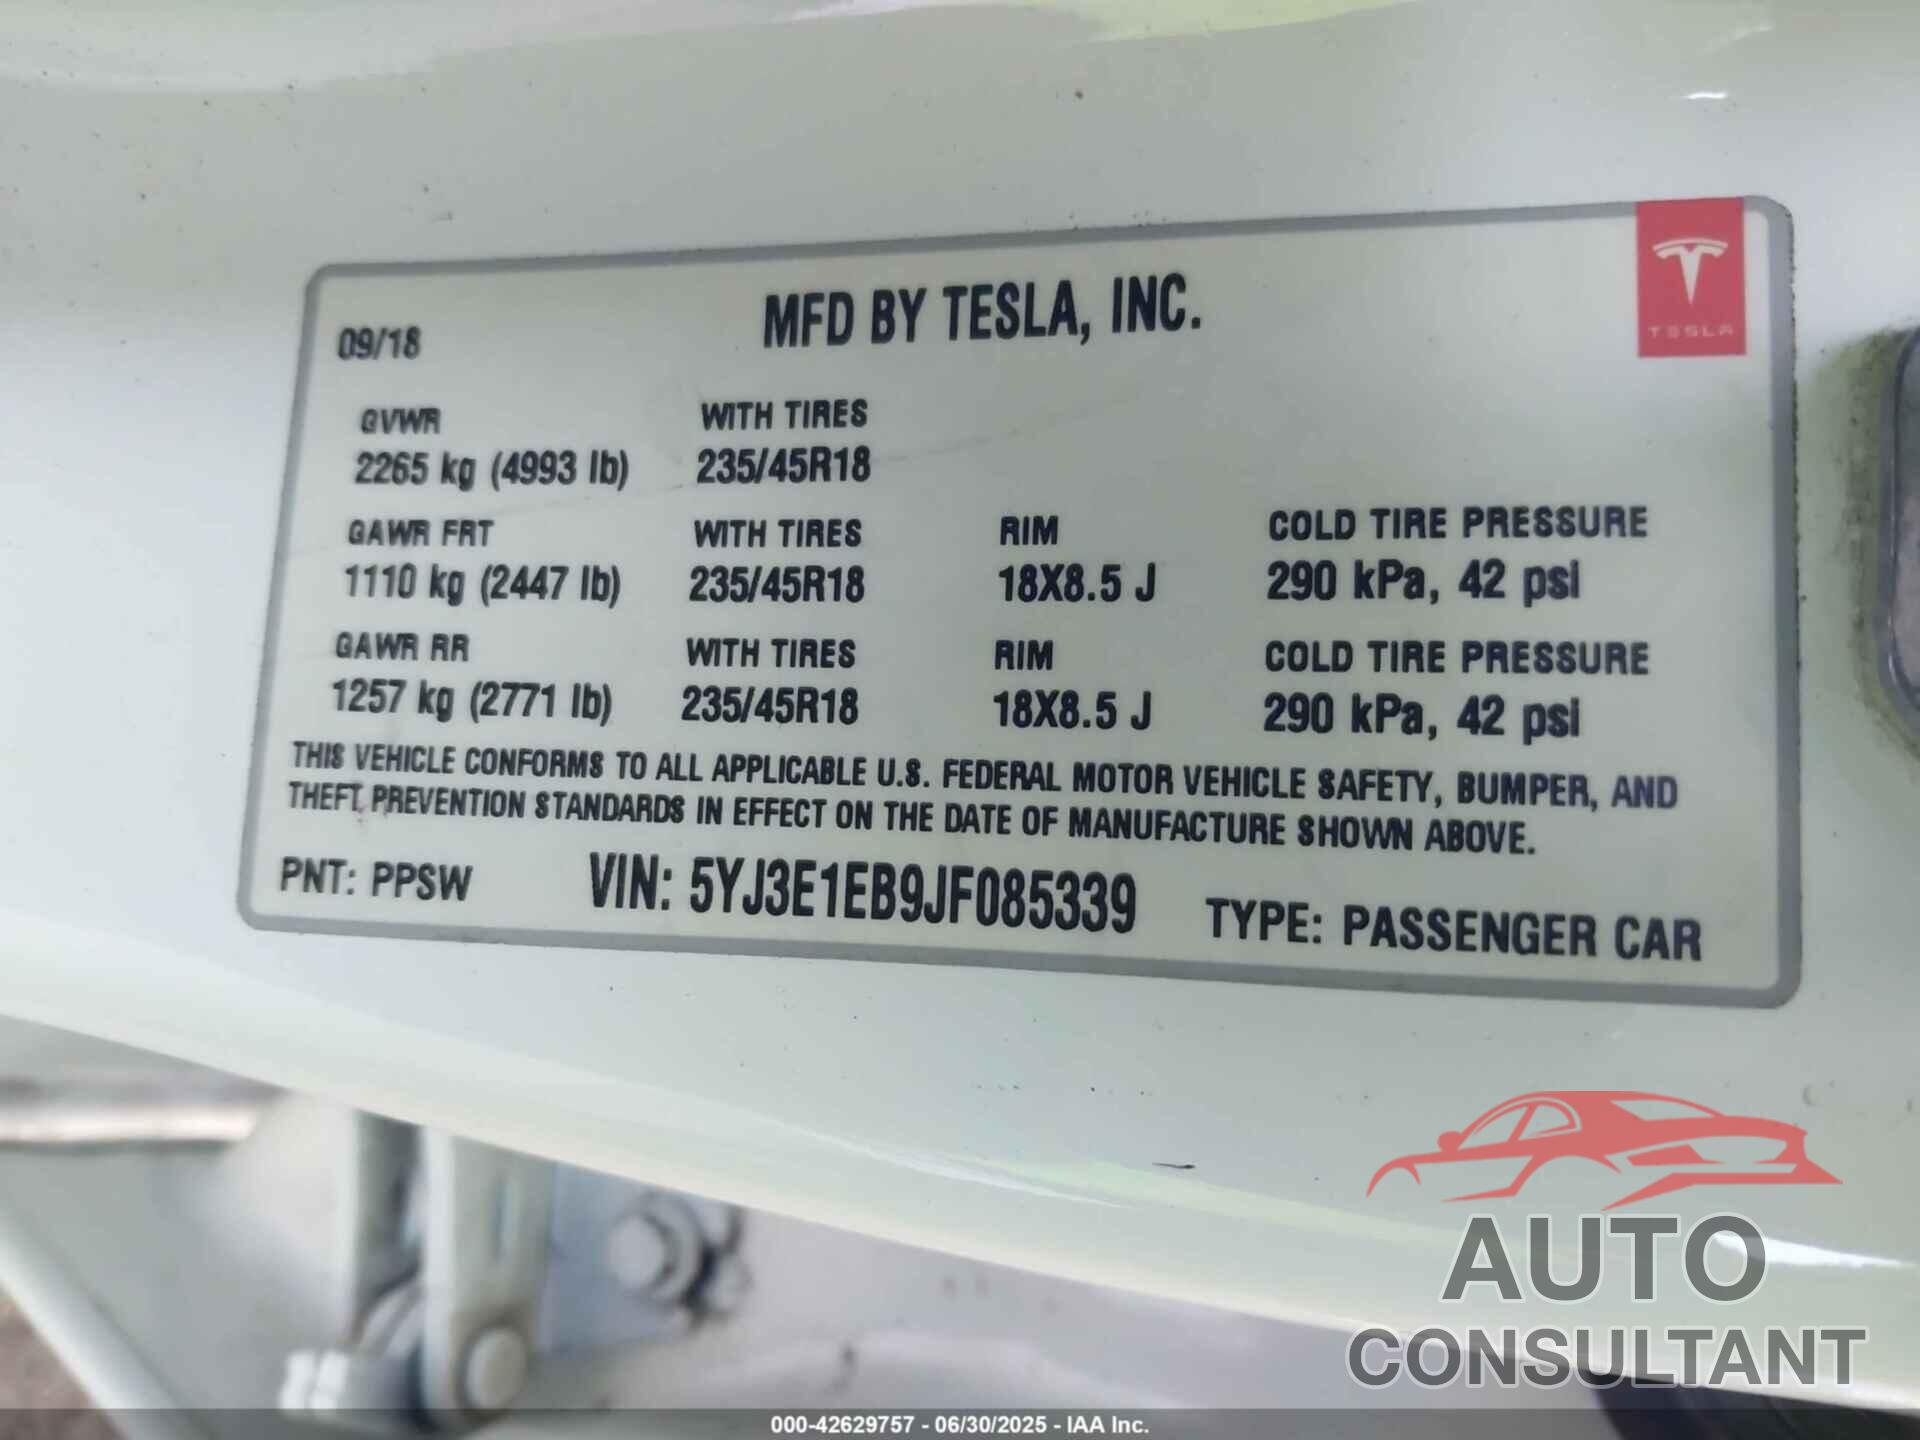 MFD BY TESLA, INC.
TESLA
09/18
GVWR WITH TIRES
2265 kg (4993 lb) 235/45R18
GAWR FRT WITH TIRES RIM COLD TIRE PRESSURE
1110 kg (2447 lb) 235/45R18 18X8.5 J 290 kPa, 42 psi
GAWR RR WITH TIRES RIM COLD TIRE PRESSURE
1257 kg (2771 lb) 235/45R18 18X8.5 J 290 kPa, 42 psi
THIS VEHICLE CONFORMS TO ALL APPLICABLE U.S. FEDERAL MOTOR VEHICLE SAFETY, BUMPER, AND
THEFT PREVENTION STANDARDS IN EFFECT ON THE DATE OF MANUFACTURE SHOWN ABOVE.
PNT: PPSW VIN: 5YJ3E1EB9JF085339 TYPE: PASSENGER CAR
AUTO
CONSULTANT
000-42629757 - 06/30/2025 - IAA Inc.